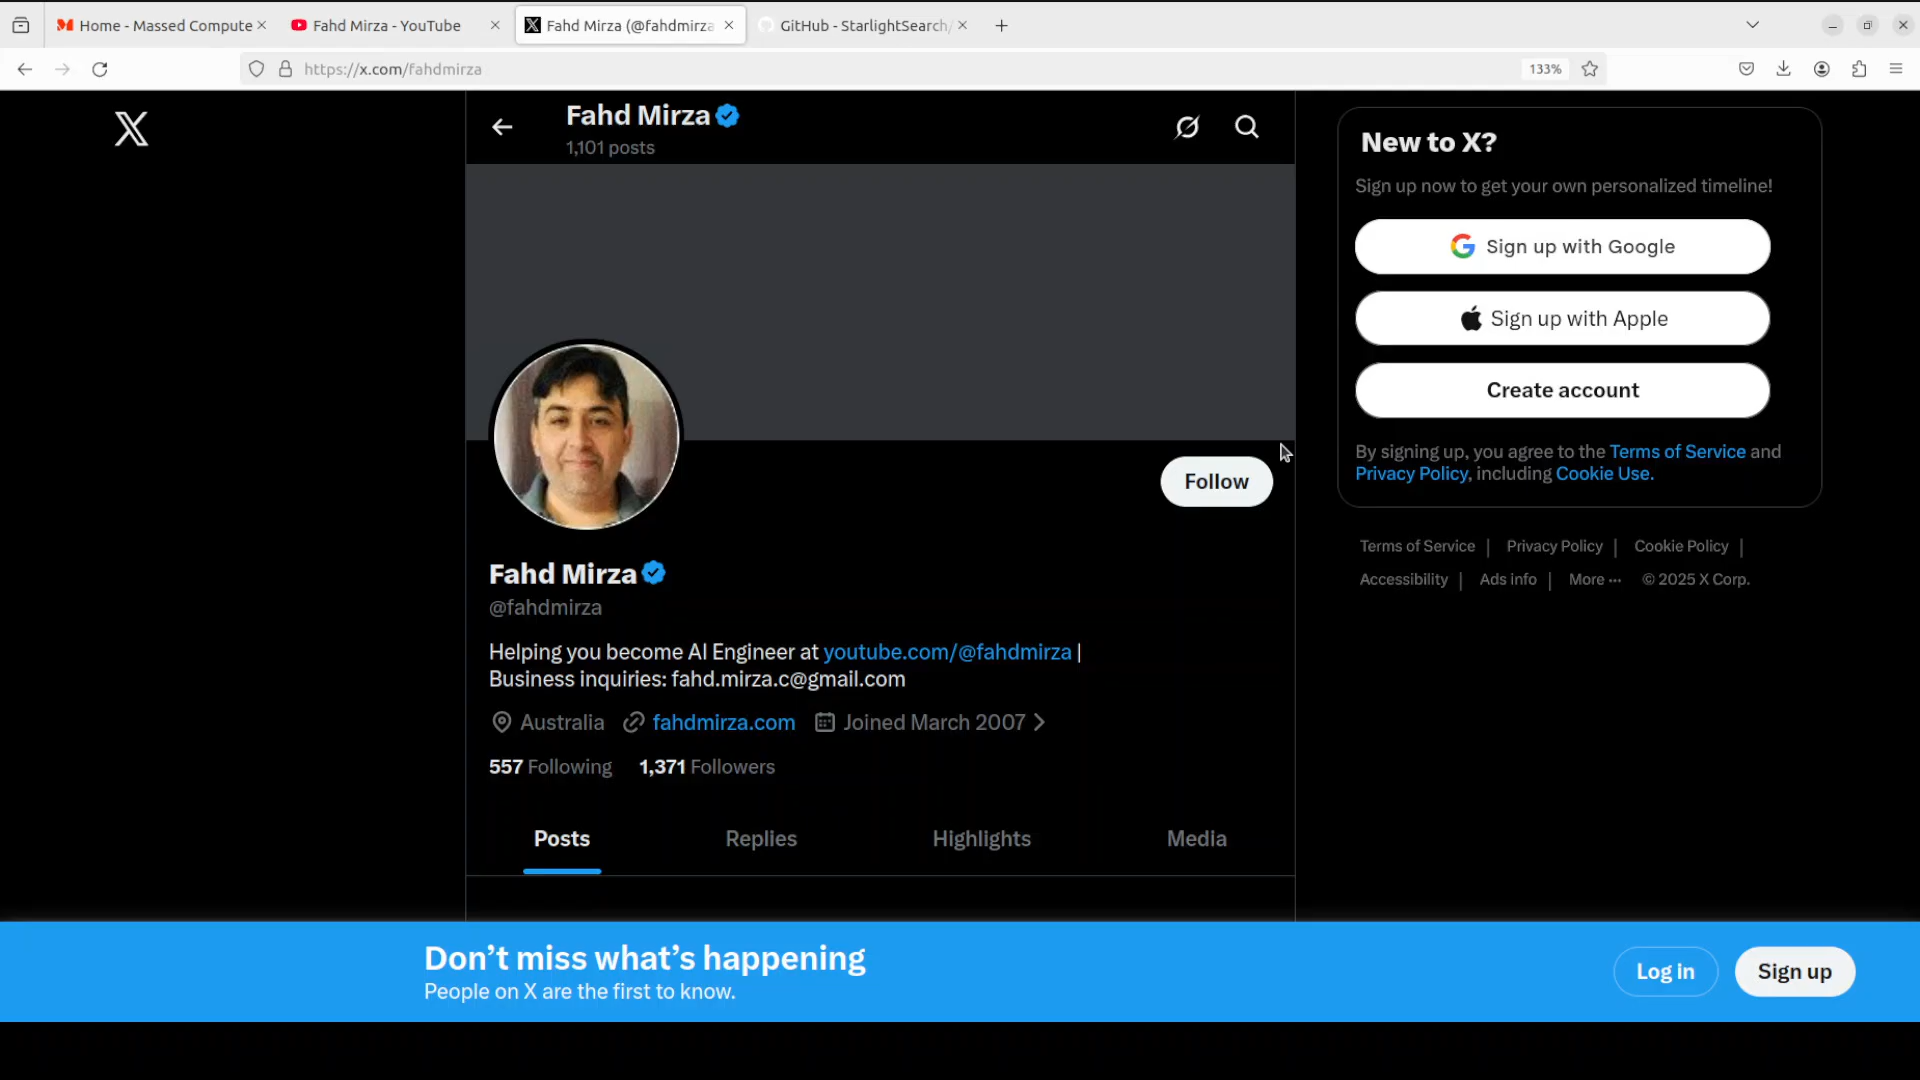 Home - Massed Compute
Fahd Mirza - YouTube
Fahd Mirza (@fahdmirza
GitHub - StarlightSearch/
https://x.com/fahdmirza
133%
Fahd Mirza
1,101 posts
Follow
Fahd Mirza
@fahdmirza
Helping you become AI Engineer at youtube.com/@fahdmirza |
Business inquiries: fahd.mirza.c@gmail.com
Australia fahdmirza.com Joined March 2007
557 Following 1,371 Followers
Posts Replies Highlights Media
New to X?
Sign up now to get your own personalized timeline!
Sign up with Google
Sign up with Apple
Create account
By signing up, you agree to the Terms of Service and
Privacy Policy, including Cookie Use.
Terms of Service | Privacy Policy | Cookie Policy |
Accessibility | Ads info | More ··· © 2025 X Corp.
Don’t miss what’s happening
People on X are the first to know.
Log in
Sign up